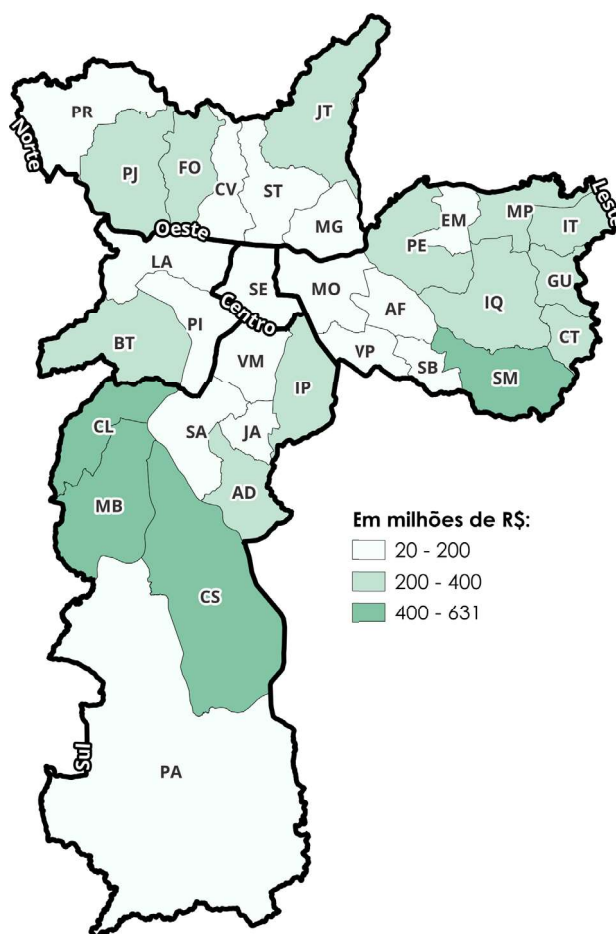 JT
PR
Norte
FO
PJ
CV
ST
MG
Oeste
Leste
EM
MP
IT
PE
LA
SE
MO
GU
IQ
AF
Centro
PI
BT
VP
CT
VM
SB
SM
IP
CL
SA
JA
AD
MB
CS
Em milhões de R$:
20 - 200
200 - 400
400 - 631
Sul
PA